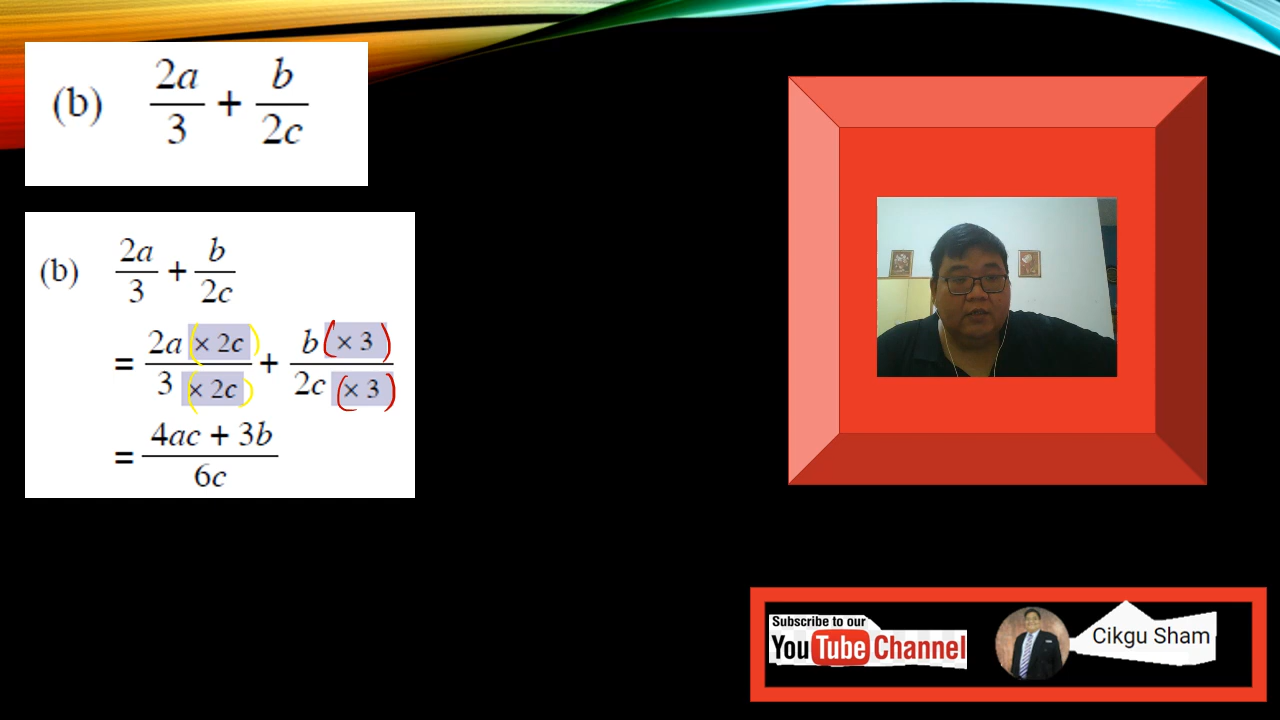 (b) 2a/3 + b/2c
(b) 2a/3 + b/2c
= 2a(× 2c)/3(× 2c) + b(× 3)/2c(× 3)
= 4ac + 3b/6c
Subscribe to our
YouTube Channel
Cikgu Sham